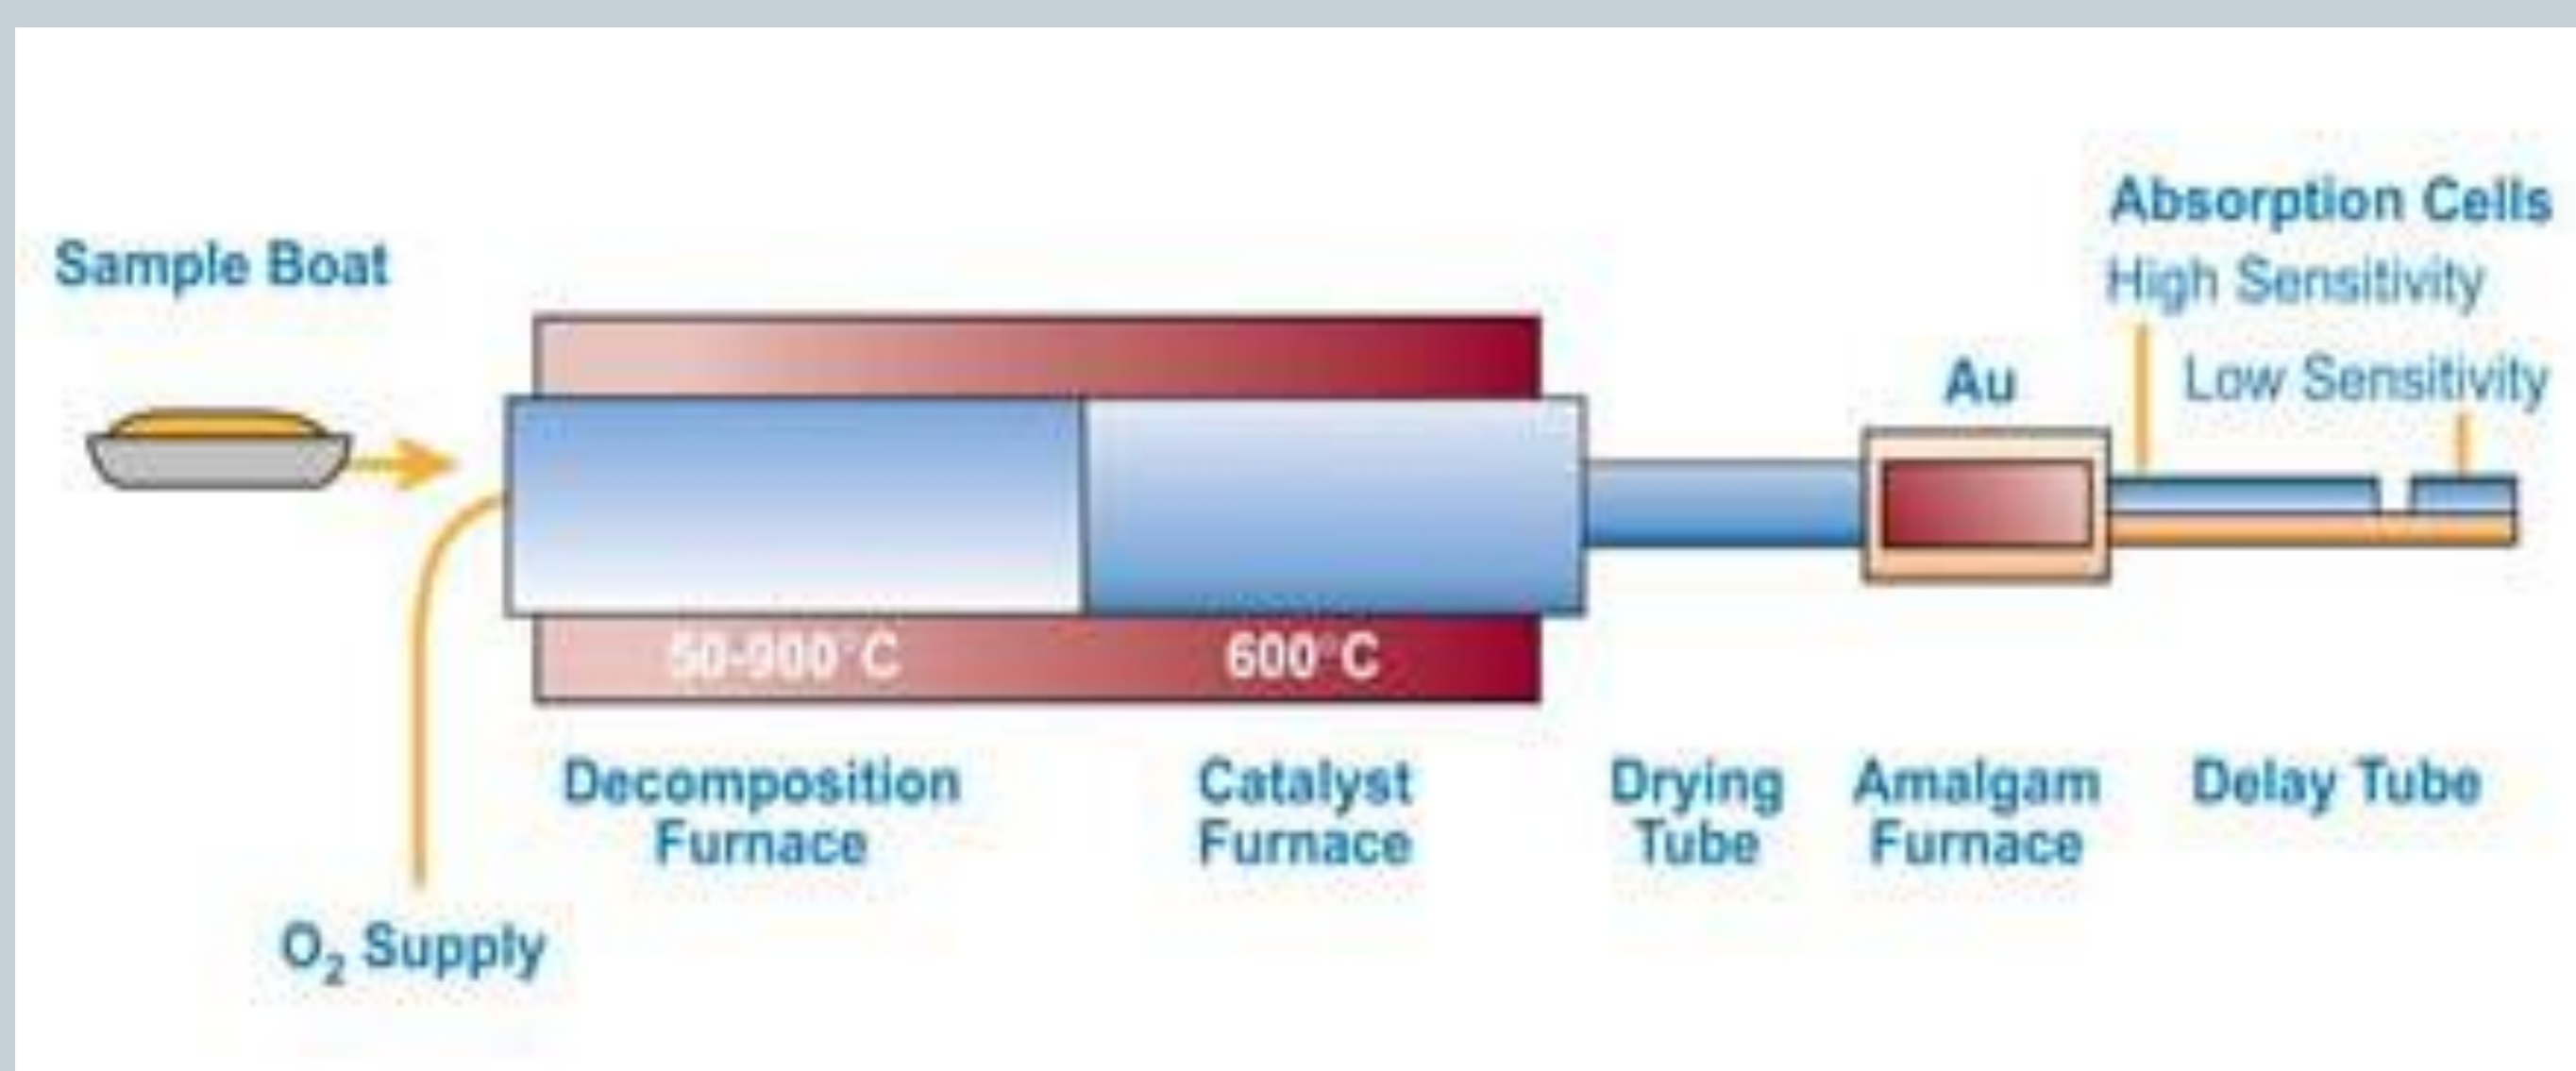 Sample Boat
Absorption Cells
High Sensitivity
Low Sensitivity
Au
50-900°C
600°C
Decomposition
Furnace
Catalyst
Furnace
Drying
Tube
Amalgam
Furnace
Delay Tube
O₂ Supply